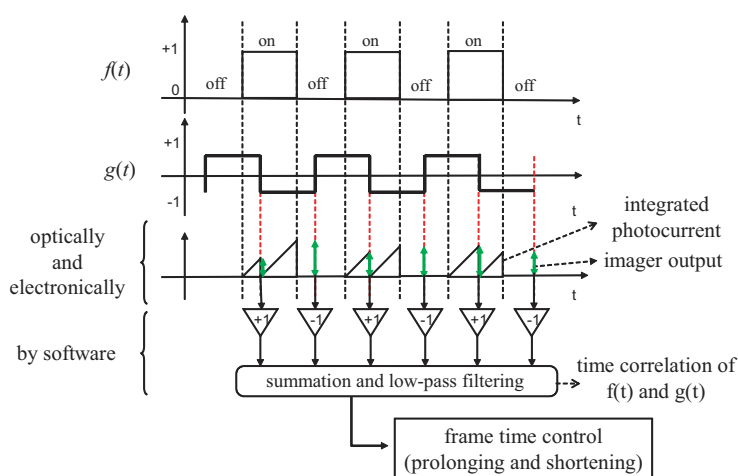 on on on
+1
f(t)
off off off off
0
t
+1
g(t)
-1
t
integrated
photocurrent
optically
and
electronically
imager output
t
+1 -1 +1 -1 +1 -1
by software
summation and low-pass filtering
time correlation of
f(t) and g(t)
frame time control
(prolonging and shortening)